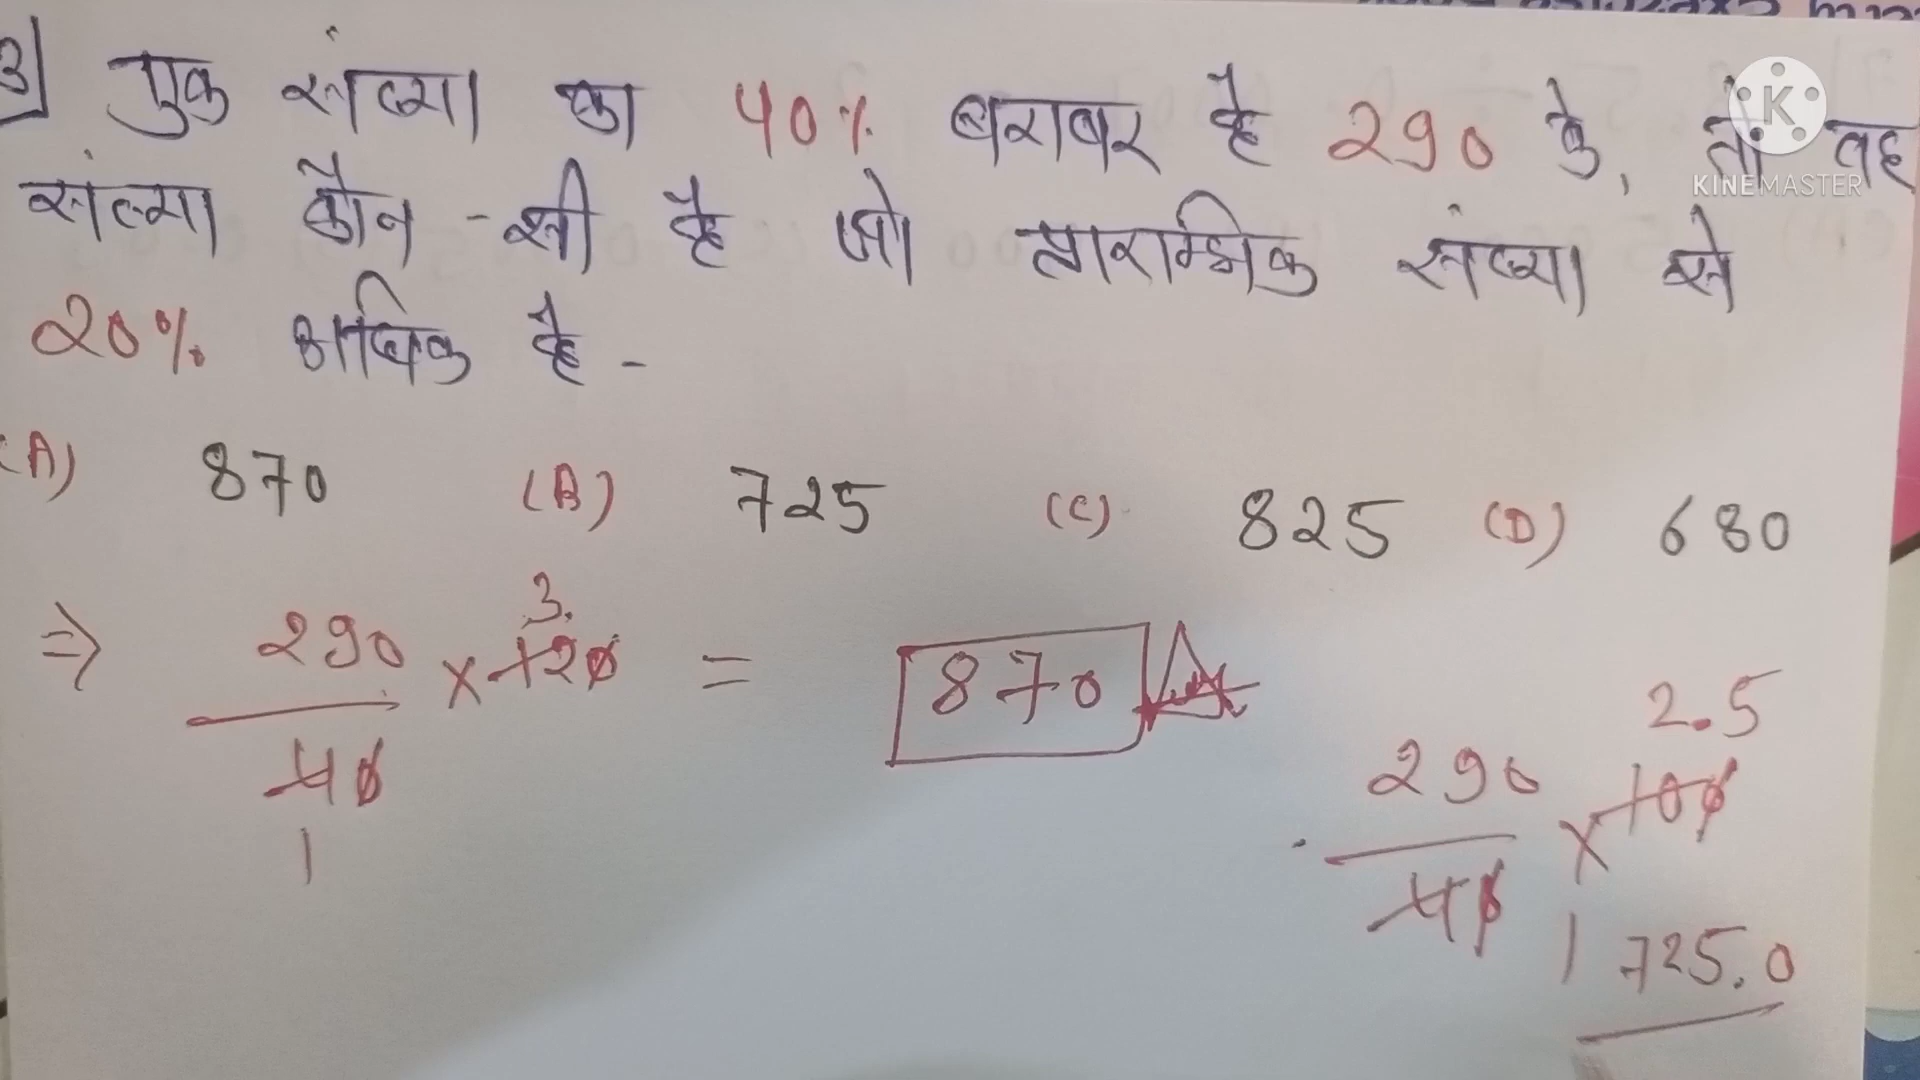 3] एक संख्या का 40% बराबर है 290 के, तो वह
संख्या कौन-सी है जो प्रारम्भिक संख्या से
20% अधिक है -
(A) 870 (B) 725 (C) 825 (D) 680
3.
⇒ 290 × 120 = 870 Ans
40
1
2.5
290 × 100
40
1 725.0
K
KINEMASTER